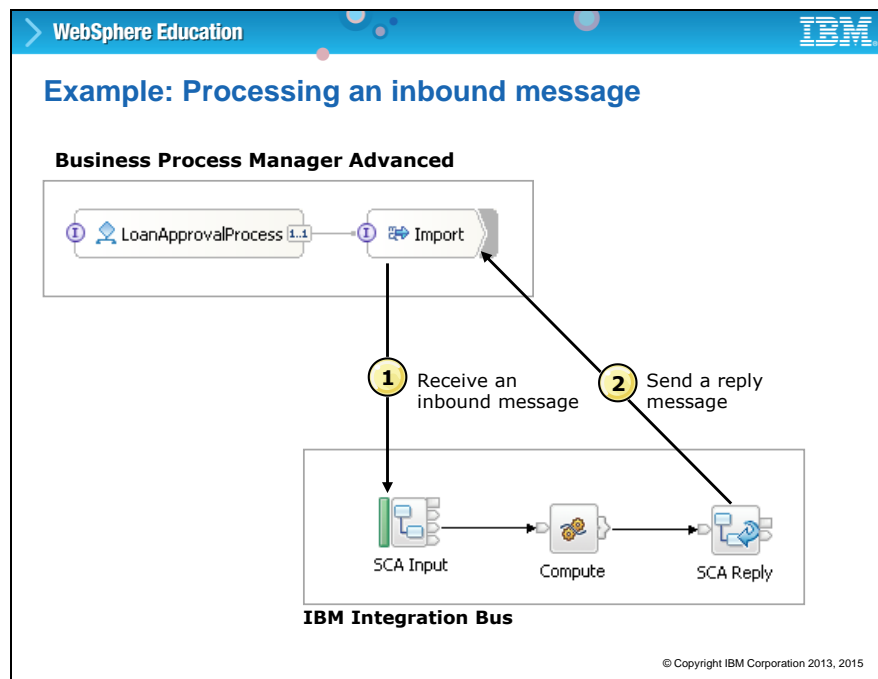 WebSphere Education
IBM
Example: Processing an inbound message
Business Process Manager Advanced
I LoanApprovalProcess 1..1 I Import
1 Receive an
inbound message
2 Send a reply
message
SCA Input
Compute
SCA Reply
IBM Integration Bus
© Copyright IBM Corporation 2013, 2015